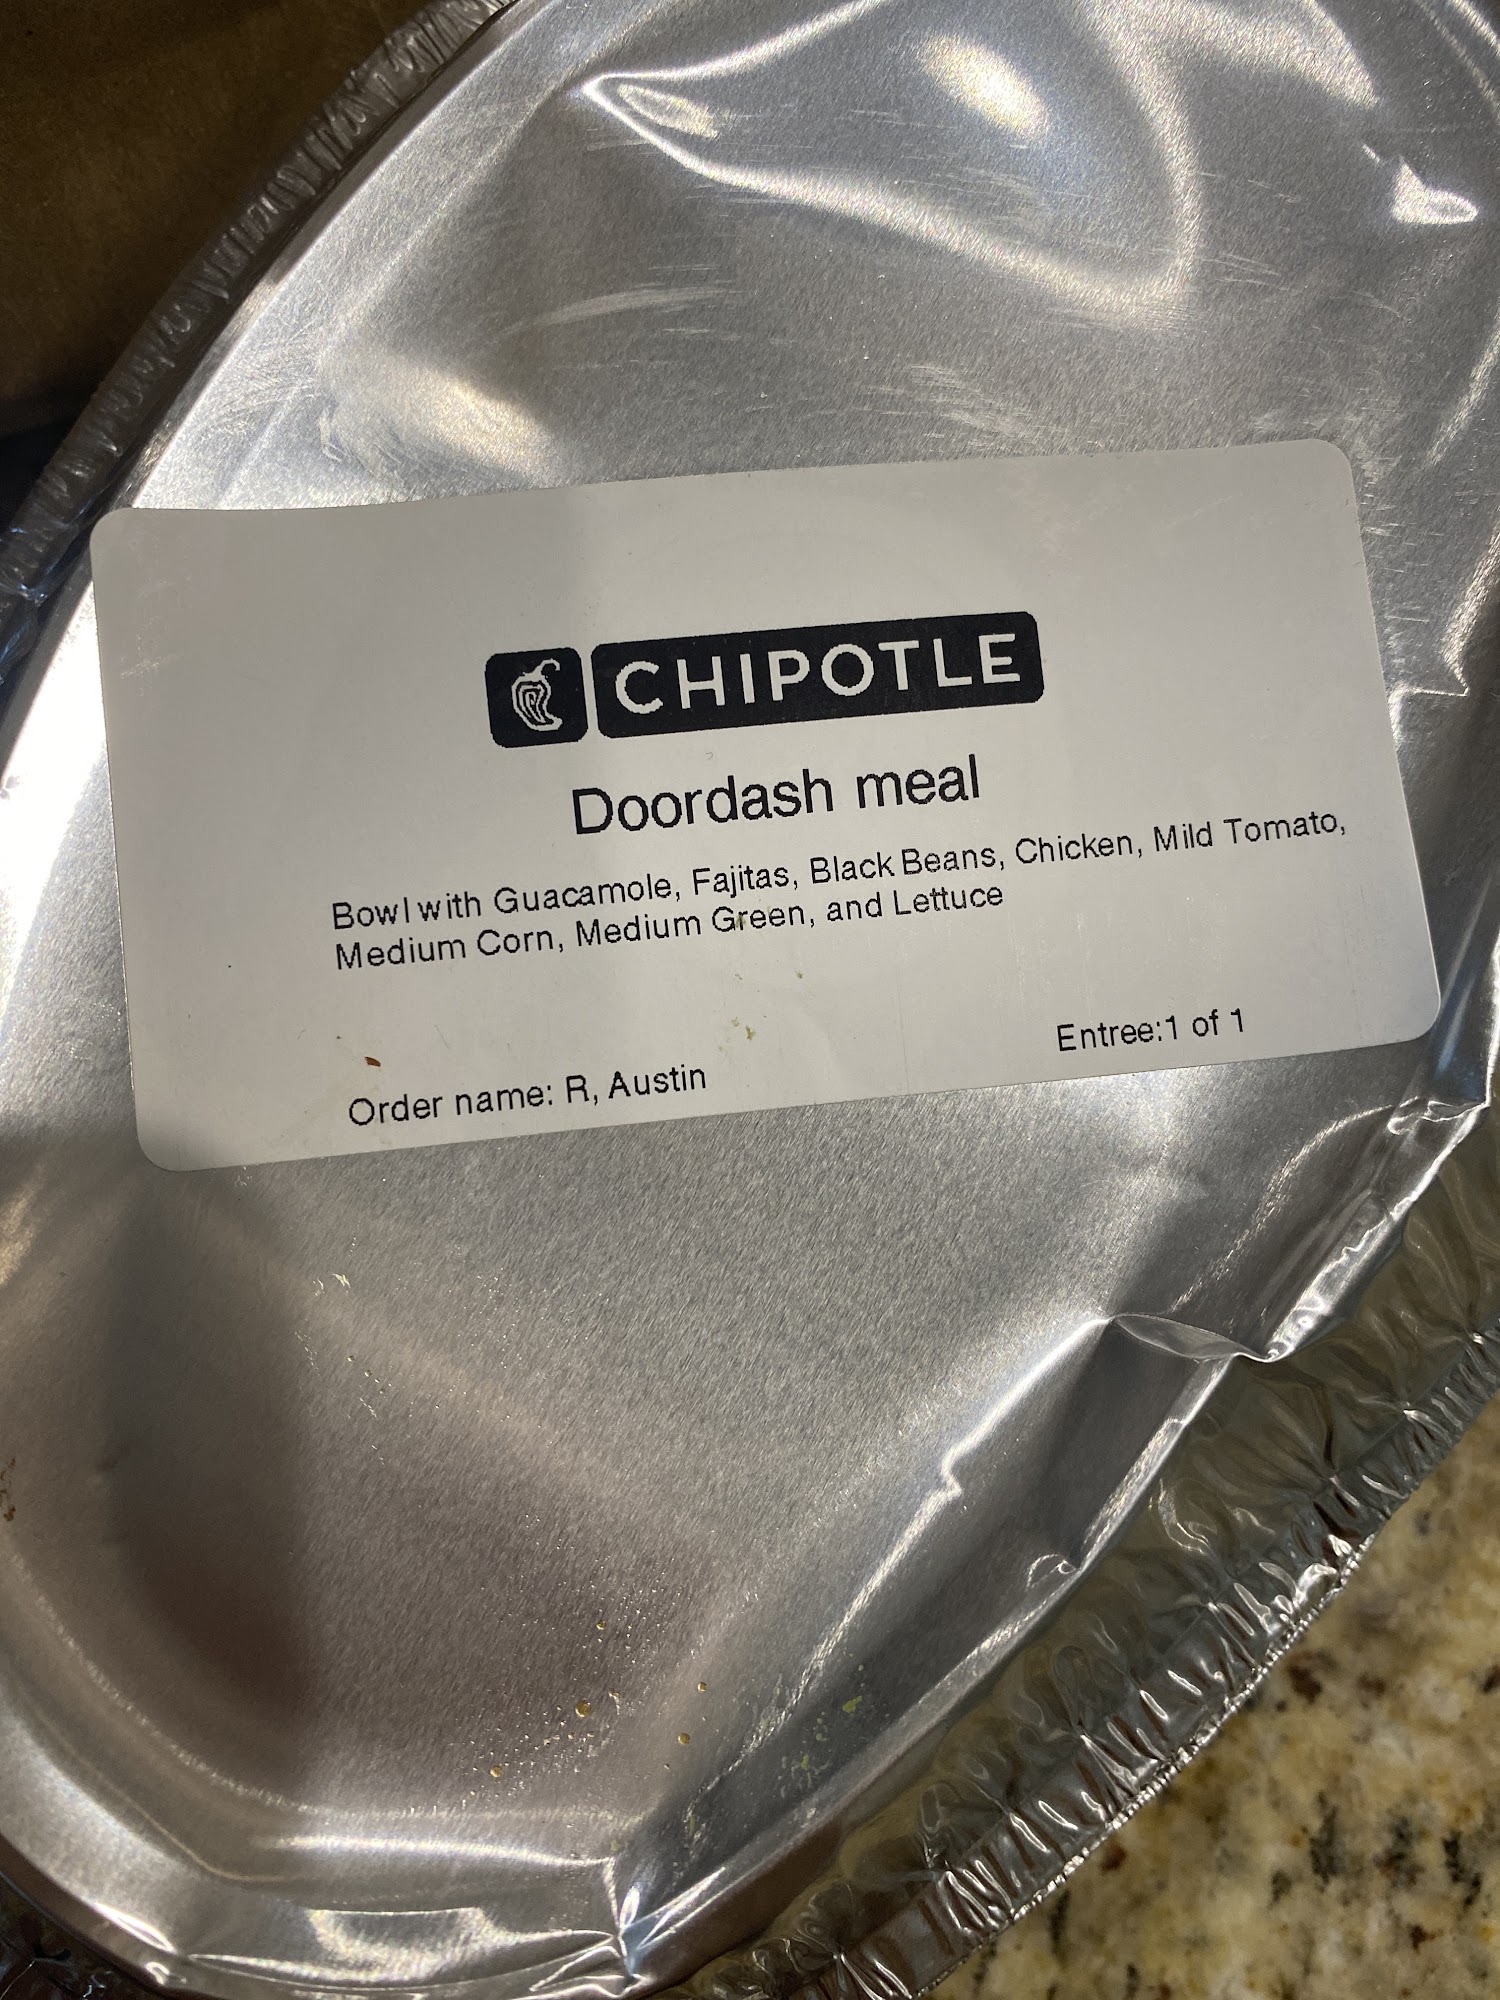 CHIPOTLE
Doordash meal
Bowl with Guacamole, Fajitas, Black Beans, Chicken, Mild Tomato,
Medium Corn, Medium Green, and Lettuce
Entree:1 of 1
Order name: R, Austin